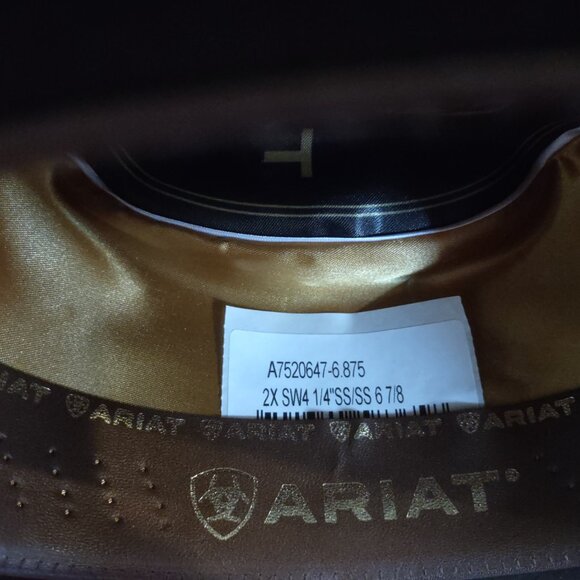 T
A7520647-6.875
2X SW4 1/4"SS/SS 6 7/8
ARIAT ARIAT ARIAT ARIAT
ARIAT®